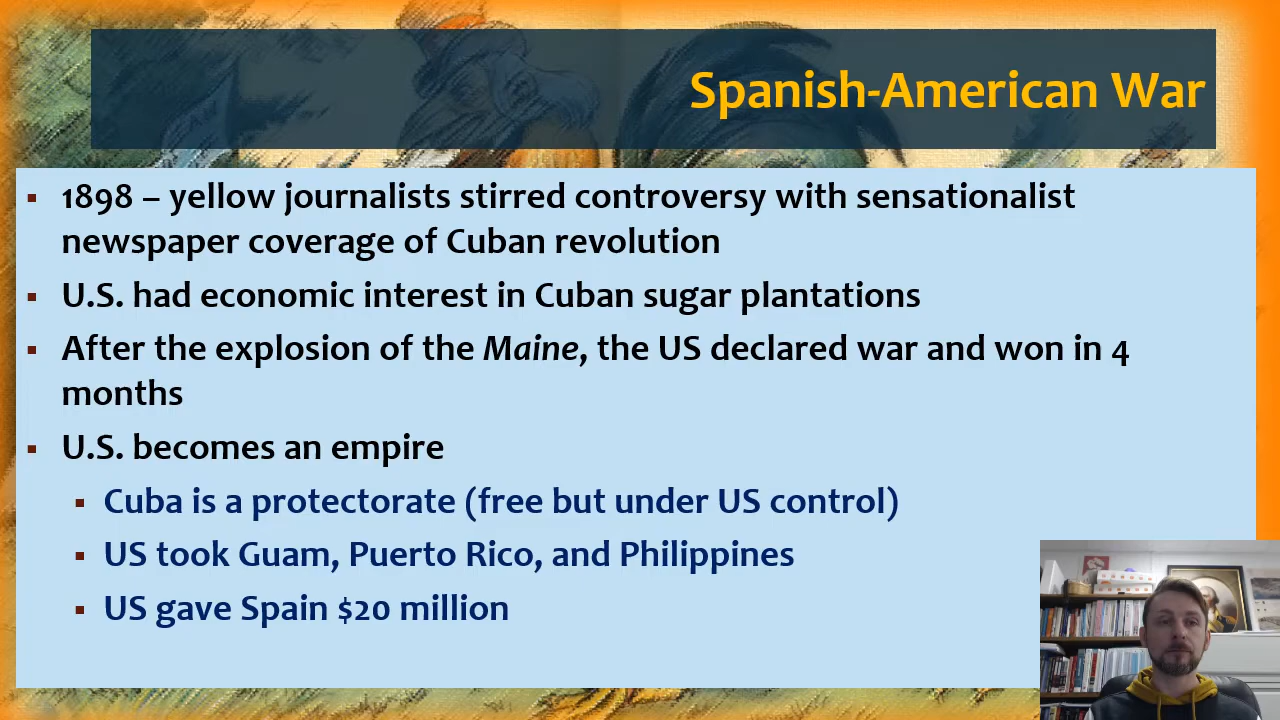 Spanish-American War
▪ 1898 – yellow journalists stirred controversy with sensationalist
newspaper coverage of Cuban revolution
▪ U.S. had economic interest in Cuban sugar plantations
▪ After the explosion of the Maine, the US declared war and won in 4
months
▪ U.S. becomes an empire
▪ Cuba is a protectorate (free but under US control)
▪ US took Guam, Puerto Rico, and Philippines
▪ US gave Spain $20 million